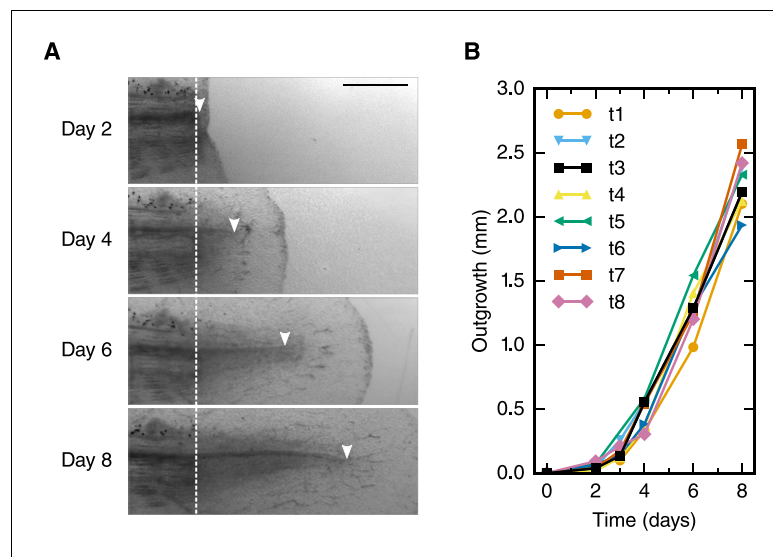 A
Day 2
Day 4
Day 6
Day 8
B
3.0
2.5
2.0
1.5
1.0
0.5
0.0
Outgrowth (mm)
t1
t2
t3
t4
t5
t6
t7
t8
0 2 4 6 8
Time (days)